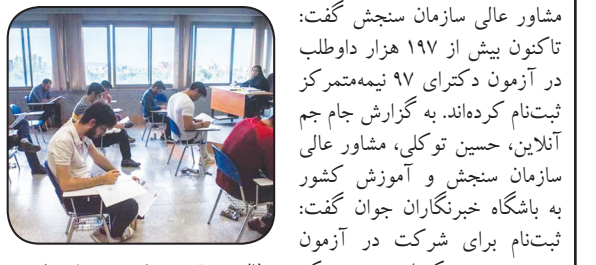 مشاور عالی سازمان سنجش گفت:
تاکنون بیش از ۱۹۷ هزار داوطلب
در آزمون دکترای ۹۷ نیمه‌متمرکز
ثبت‌نام کرده‌اند. به گزارش جام جم
آنلاین، حسین توکلی، مشاور عالی
سازمان سنجش و آموزش کشور
به باشگاه خبرنگاران جوان گفت:
ثبت‌نام برای شرکت در آزمون